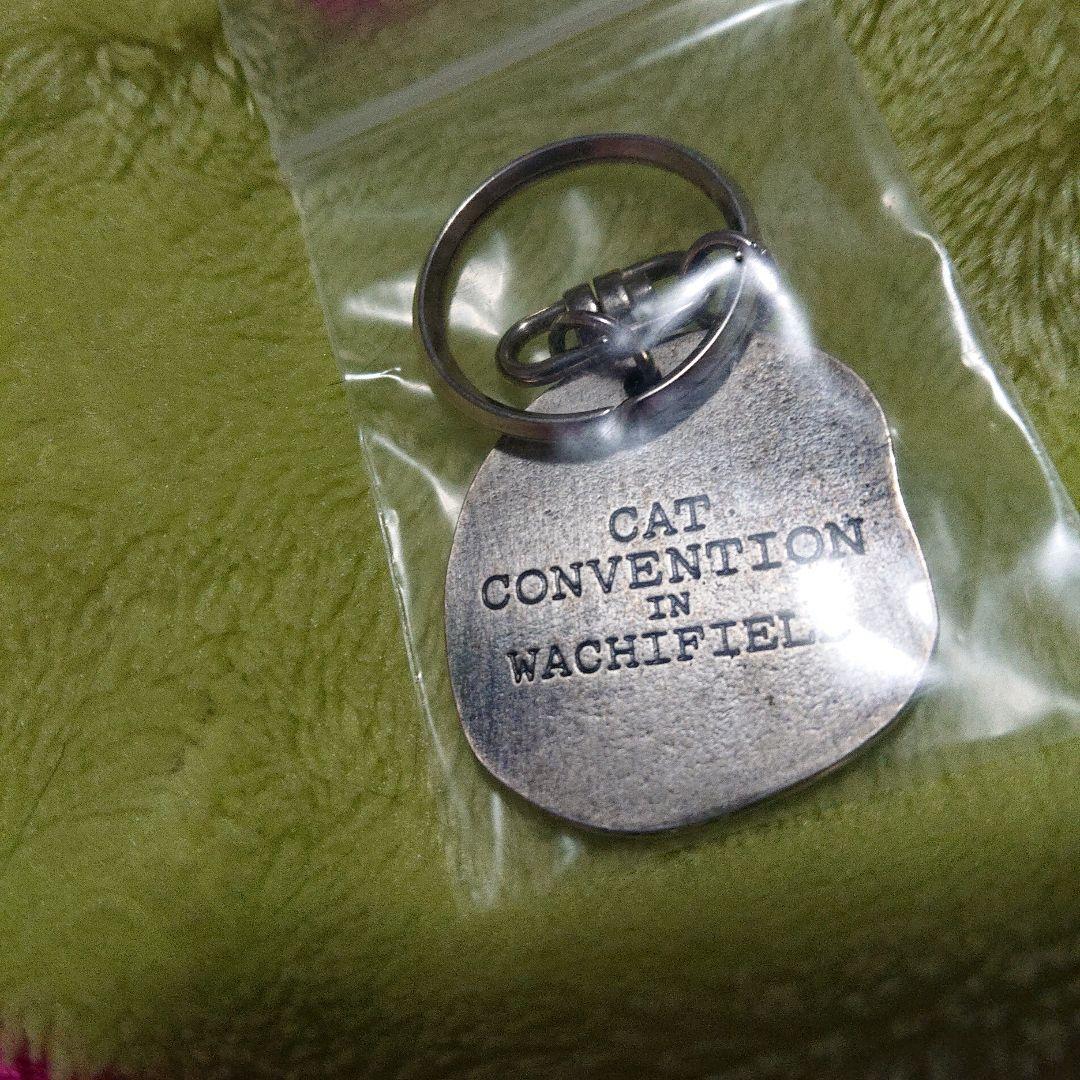 CAT
CONVENTION
IN
WACHIFIELD